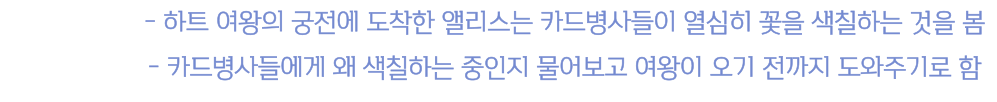 - 하트 여왕의 궁전에 도착한 앨리스는 카드병사들이 열심히 꽃을 색칠하는 것을 봄
- 카드병사들에게 왜 색칠하는 중인지 물어보고 여왕이 오기 전까지 도와주기로 함